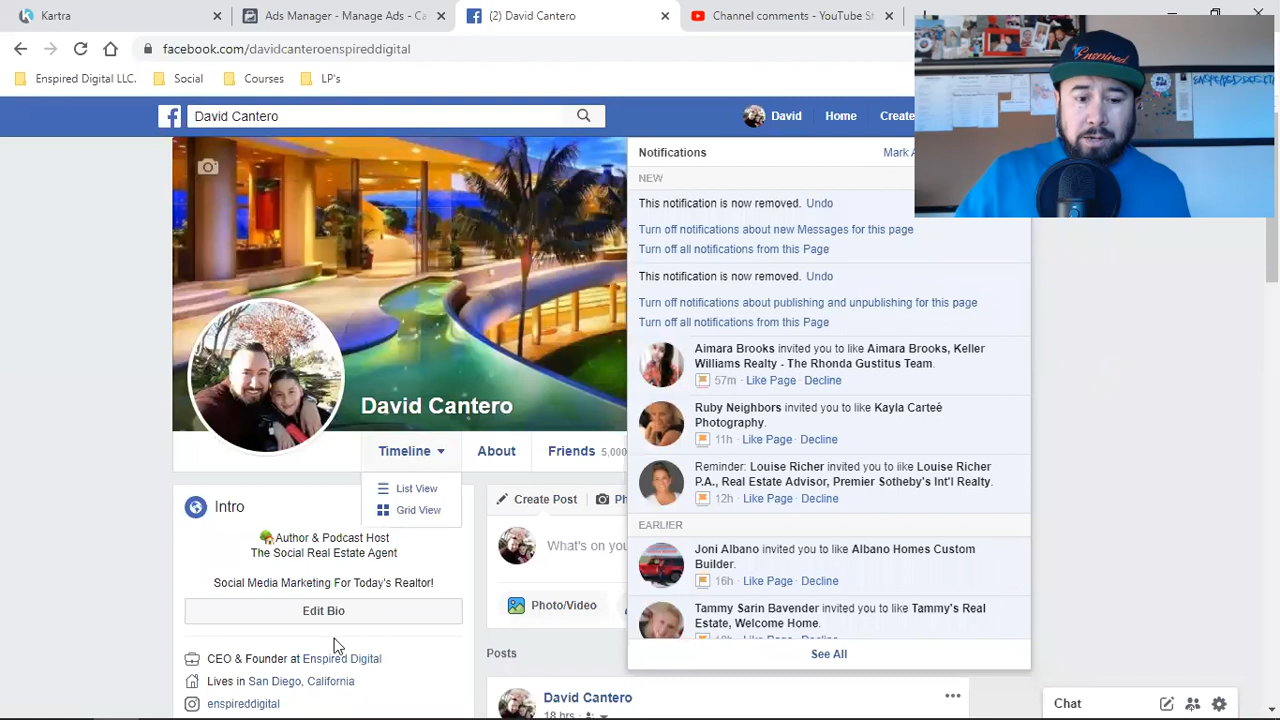 Kartra
Ads Manager - Manage Ads - Ca
(2) David Cantero
Channel comments - YouTube St
facebook.com/davidcanteroenspireddigital
Enspired Digital LLC.
Social
Courses
LP's
David Cantero
David
Home
Create
Enspired
Notifications
Mark A
NEW
This notification is now removed. Undo
Turn off notifications about new Messages for this page
Turn off all notifications from this Page
This notification is now removed. Undo
Turn off notifications about publishing and unpublishing for this page
Turn off all notifications from this Page
Aimara Brooks invited you to like Aimara Brooks, Keller
Williams Realty - The Rhonda Gustitus Team.
57m · Like Page · Decline
Ruby Neighbors invited you to like Kayla Carteé
Photography.
11h · Like Page · Decline
Reminder: Louise Richer invited you to like Louise Richer
P.A., Real Estate Advisor, Premier Sotheby's Int'l Realty.
12h · Like Page · Decline
EARLIER
Joni Albano invited you to like Albano Homes Custom
Builder.
16h · Like Page · Decline
Tammy Sarin Bavender invited you to like Tammy's Real
Estate, Welcome Home.
See All
David Cantero
Timeline
About
Friends 5,000
List View
Grid View
Intro
Author & Podcast Host
The Social Real Estate Agent
Social Media Marketing For Today's Realtor!
Edit Bio
CEO & Founder at Enspired Digital
Lives in San Diego, California
enspireddigital
Create Post
Ph
What's on you
Photo/Video
Posts
David Cantero
18 hrs
Chat